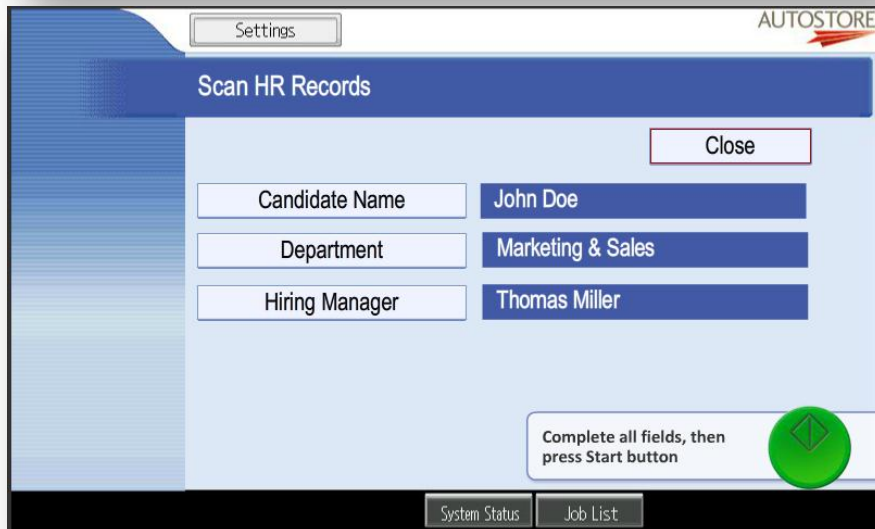 Settings
AUTOSTORE
Scan HR Records
Close
Candidate Name John Doe
Department Marketing & Sales
Hiring Manager Thomas Miller
Complete all fields, then
press Start button
System Status Job List